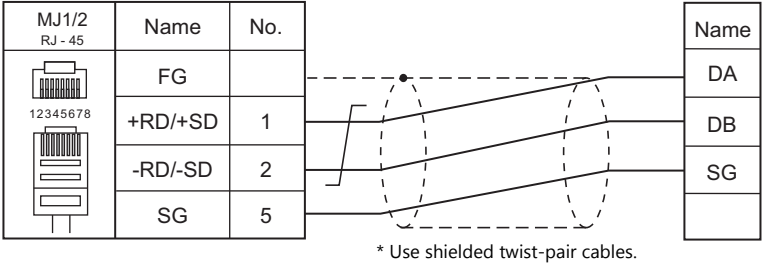 MJ1/2 Name No. Name
RJ - 45
FG DA
12345678
+RD/+SD 1 DB
-RD/-SD 2 SG
SG 5
* Use shielded twist-pair cables.